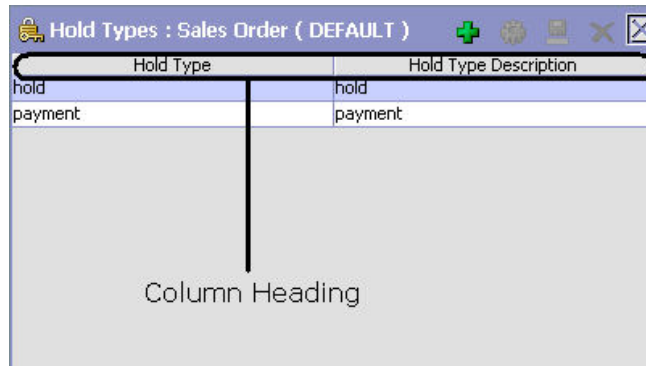 Hold Types : Sales Order ( DEFAULT )
Hold Type Hold Type Description
hold hold
payment payment
Column Heading